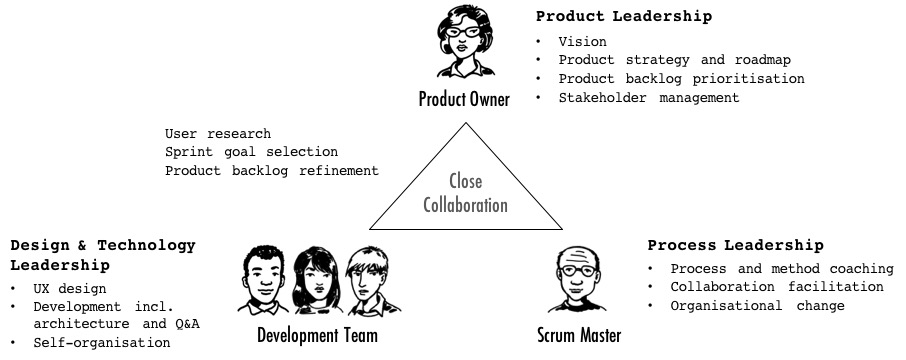 Product Leadership
• Vision
• Product strategy and roadmap
• Product backlog prioritisation
• Stakeholder management
Product Owner
User research
Sprint goal selection
Product backlog refinement
Close
Collaboration
Design & Technology
Leadership
• UX design
• Development incl.
architecture and Q&A
• Self-organisation
Development Team
Process Leadership
• Process and method coaching
• Collaboration facilitation
• Organisational change
Scrum Master